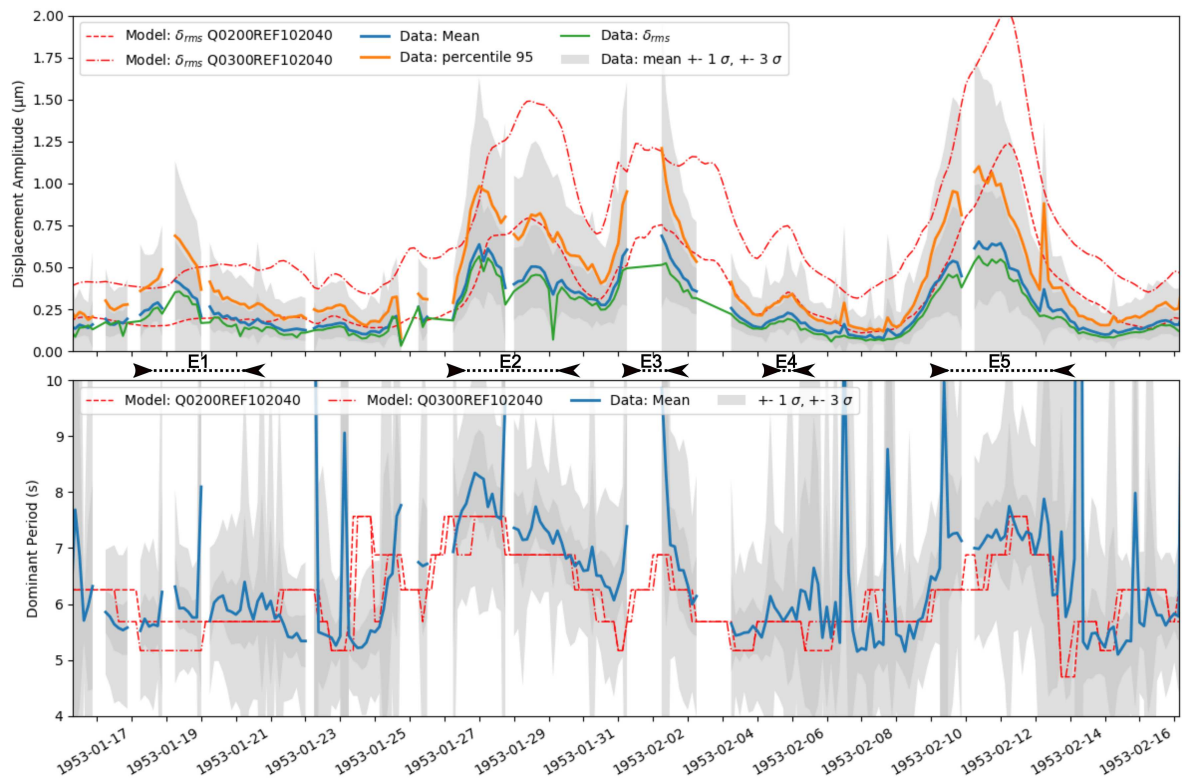 2.00
1.75
1.50
1.25
1.00
0.75
0.50
0.25
0.00
Displacement Amplitude (μm)
Model: δrms Q0200REF102040
Model: δrms Q0300REF102040
Data: Mean
Data: percentile 95
Data: δrms
Data: mean +- 1 σ, +- 3 σ
E1
E2
E3
E4
E5
10
9
8
7
6
5
4
Dominant Period (s)
Model: Q0200REF102040
Model: Q0300REF102040
Data: Mean
+- 1 σ, +- 3 σ
1953-01-17
1953-01-19
1953-01-21
1953-01-23
1953-01-25
1953-01-27
1953-01-29
1953-01-31
1953-02-02
1953-02-04
1953-02-06
1953-02-08
1953-02-10
1953-02-12
1953-02-14
1953-02-16